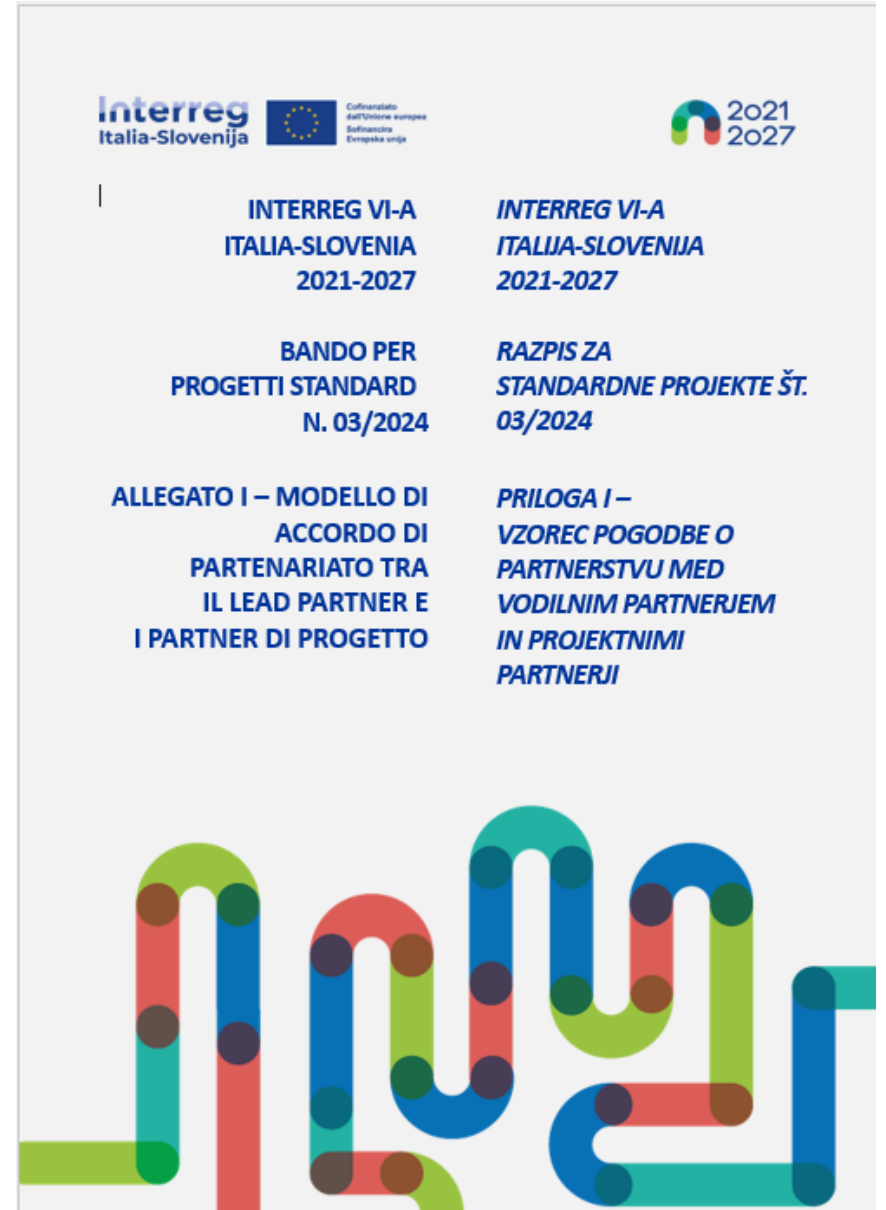 Interreg
Italia-Slovenija
Cofinanziato
dall'Unione europea
Sofinancira
Evropska unija
2021
2027
INTERREG VI-A
ITALIA-SLOVENIA
2021-2027
BANDO PER
PROGETTI STANDARD
N. 03/2024
ALLEGATO I – MODELLO DI
ACCORDO DI
PARTENARIATO TRA
IL LEAD PARTNER E
I PARTNER DI PROGETTO
INTERREG VI-A
ITALIJA-SLOVENIJA
2021-2027
RAZPIS ZA
STANDARDNE PROJEKTE ŠT.
03/2024
PRILOGA I –
VZOREC POGODBE O
PARTNERSTVU MED
VODILNIM PARTNERJEM
IN PROJEKTNIMI
PARTNERJI